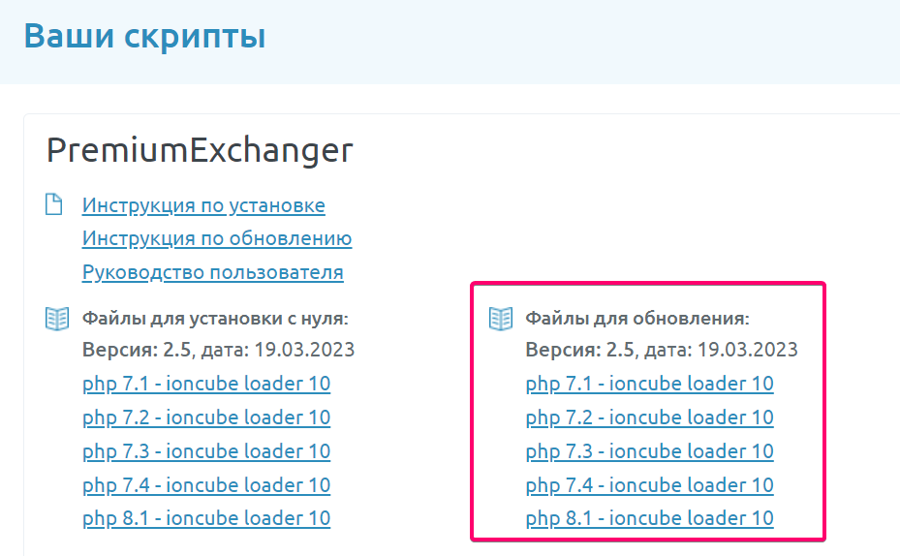 Ваши скрипты
PremiumExchanger
Инструкция по установке
Инструкция по обновлению
Руководство пользователя
Файлы для установки с нуля:
Версия: 2.5, дата: 19.03.2023
php 7.1 - ioncube loader 10
php 7.2 - ioncube loader 10
php 7.3 - ioncube loader 10
php 7.4 - ioncube loader 10
php 8.1 - ioncube loader 10
Файлы для обновления:
Версия: 2.5, дата: 19.03.2023
php 7.1 - ioncube loader 10
php 7.2 - ioncube loader 10
php 7.3 - ioncube loader 10
php 7.4 - ioncube loader 10
php 8.1 - ioncube loader 10